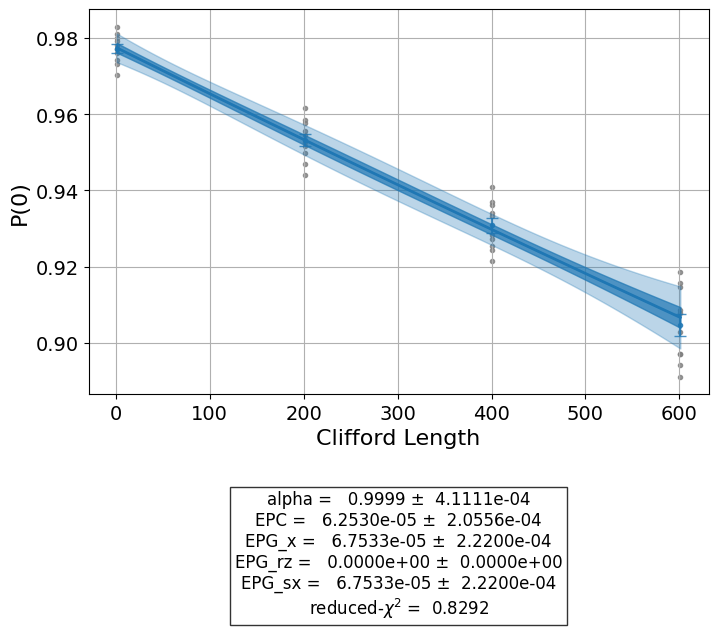 0.98
0.96
0.94
0.92
0.90
P(0)
0 100 200 300 400 500 600
Clifford Length
alpha = 0.9999 ± 4.1111e-04
EPC = 6.2530e-05 ± 2.0556e-04
EPG_x = 6.7533e-05 ± 2.2200e-04
EPG_rz = 0.0000e+00 ± 0.0000e+00
EPG_sx = 6.7533e-05 ± 2.2200e-04
reduced-χ² = 0.8292